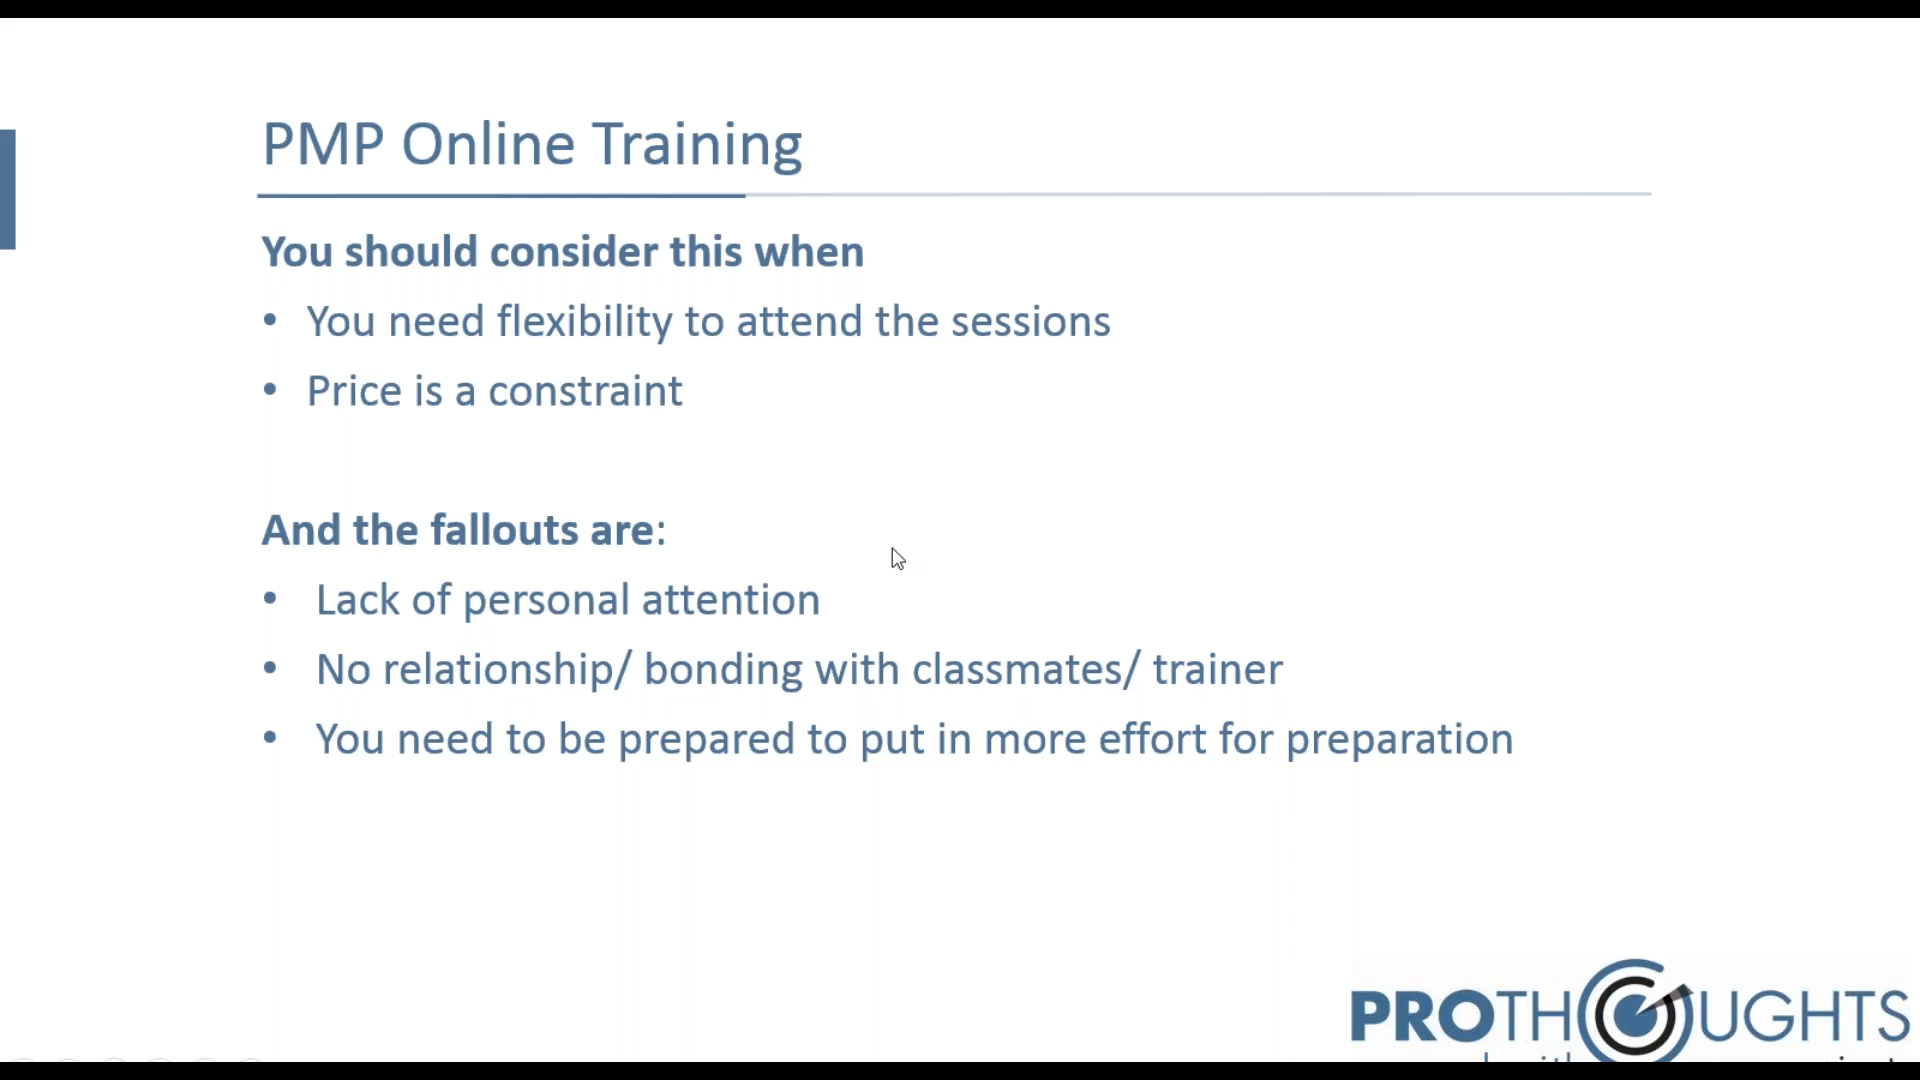 PMP Online Training
You should consider this when
• You need flexibility to attend the sessions
• Price is a constraint
And the fallouts are:
• Lack of personal attention
• No relationship/ bonding with classmates/ trainer
• You need to be prepared to put in more effort for preparation
PROTHOUGHTS